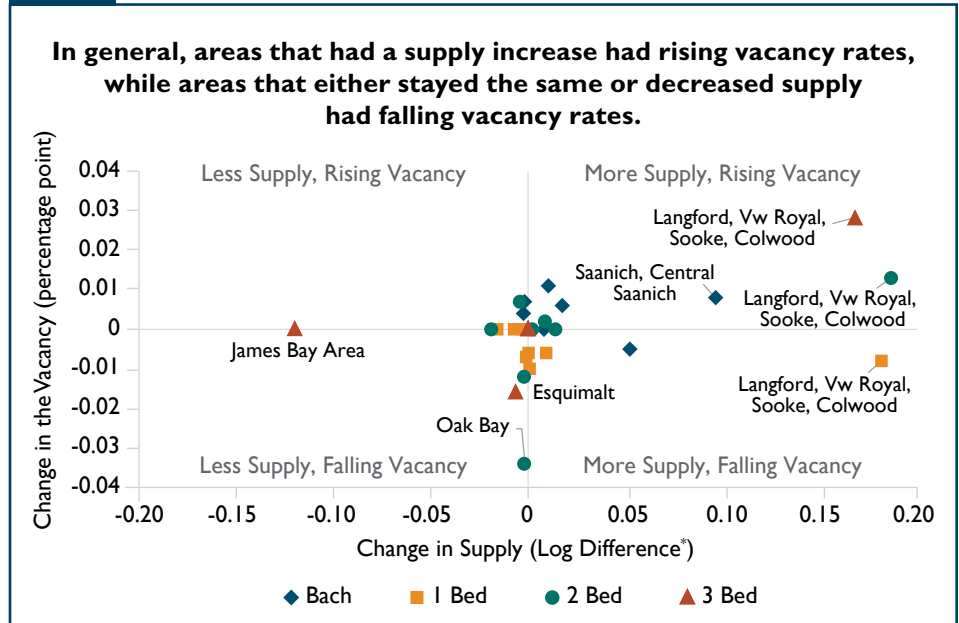 In general, areas that had a supply increase had rising vacancy rates,
while areas that either stayed the same or decreased supply
had falling vacancy rates.
Change in the Vacancy (percentage point)
0.04
0.03
0.02
0.01
0
-0.01
-0.02
-0.03
-0.04
Less Supply, Rising Vacancy
More Supply, Rising Vacancy
Langford, Vw Royal,
Sooke, Colwood
Saanich, Central
Saanich
Langford, Vw Royal,
Sooke, Colwood
James Bay Area
Langford, Vw Royal,
Sooke, Colwood
Esquimalt
Oak Bay
Less Supply, Falling Vacancy
More Supply, Falling Vacancy
-0.20
-0.15
-0.10
-0.05
0
0.05
0.10
0.15
0.20
Change in Supply (Log Difference*)
Bach
1 Bed
2 Bed
3 Bed